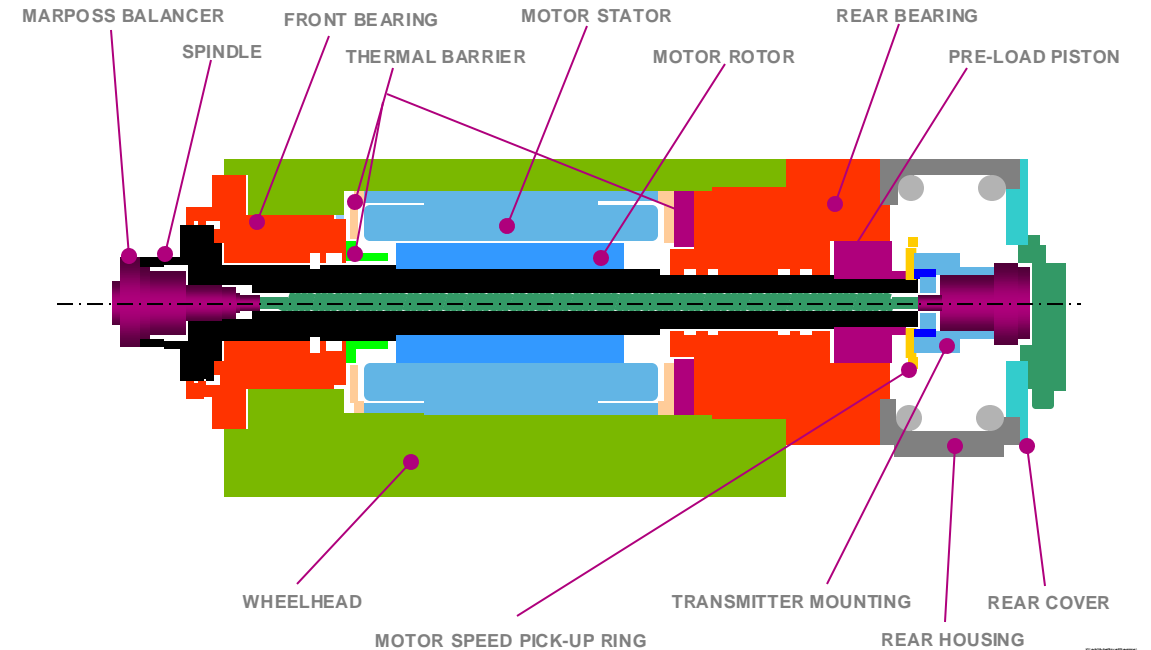 MARPOSS BALANCER
FRONT BEARING
MOTOR STATOR
REAR BEARING
SPINDLE
THERMAL BARRIER
MOTOR ROTOR
PRE-LOAD PISTON
WHEELHEAD
TRANSMITTER MOUNTING
REAR COVER
MOTOR SPEED PICK-UP RING
REAR HOUSING